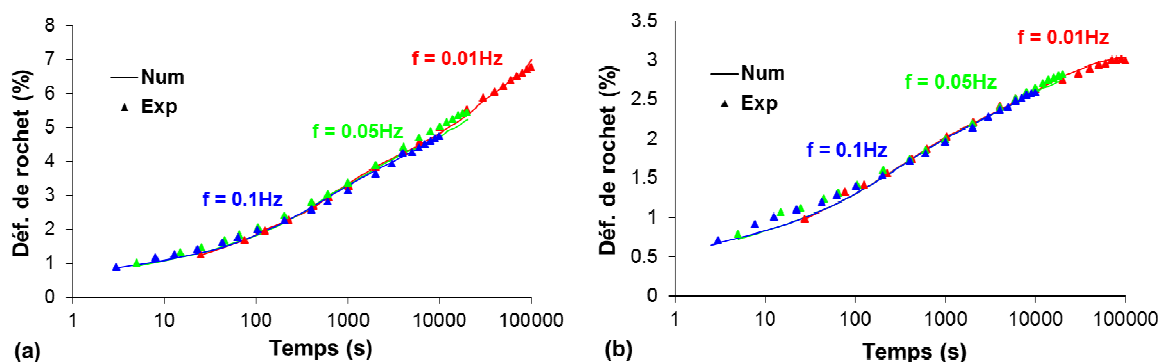 8
7
6
5
4
3
2
1
0
Déf. de rochet (%)
Num
Exp
f = 0.01Hz
f = 0.05Hz
f = 0.1Hz
1 10 100 1000 10000 100000
Temps (s)
(a)
3.5
3
2.5
2
1.5
1
0.5
0
Déf. de rochet (%)
Num
Exp
f = 0.01Hz
f = 0.05Hz
f = 0.1Hz
1 10 100 1000 10000 100000
Temps (s)
(b)